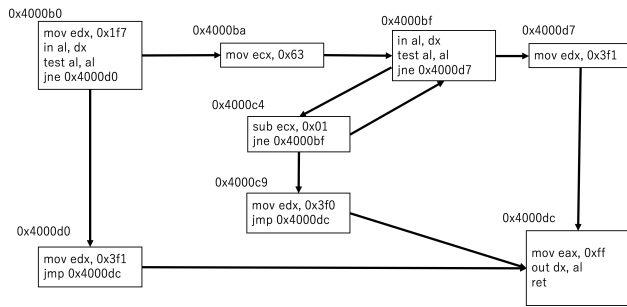 0x4000b0
mov edx, 0x1f7
in al, dx
test al, al
jne 0x4000d0
0x4000ba
mov ecx, 0x63
0x4000bf
in al, dx
test al, al
jne 0x4000d7
0x4000d7
mov edx, 0x3f1
0x4000c4
sub ecx, 0x01
jne 0x4000bf
0x4000c9
mov edx, 0x3f0
jmp 0x4000dc
0x4000d0
mov edx, 0x3f1
jmp 0x4000dc
0x4000dc
mov eax, 0xff
out dx, al
ret